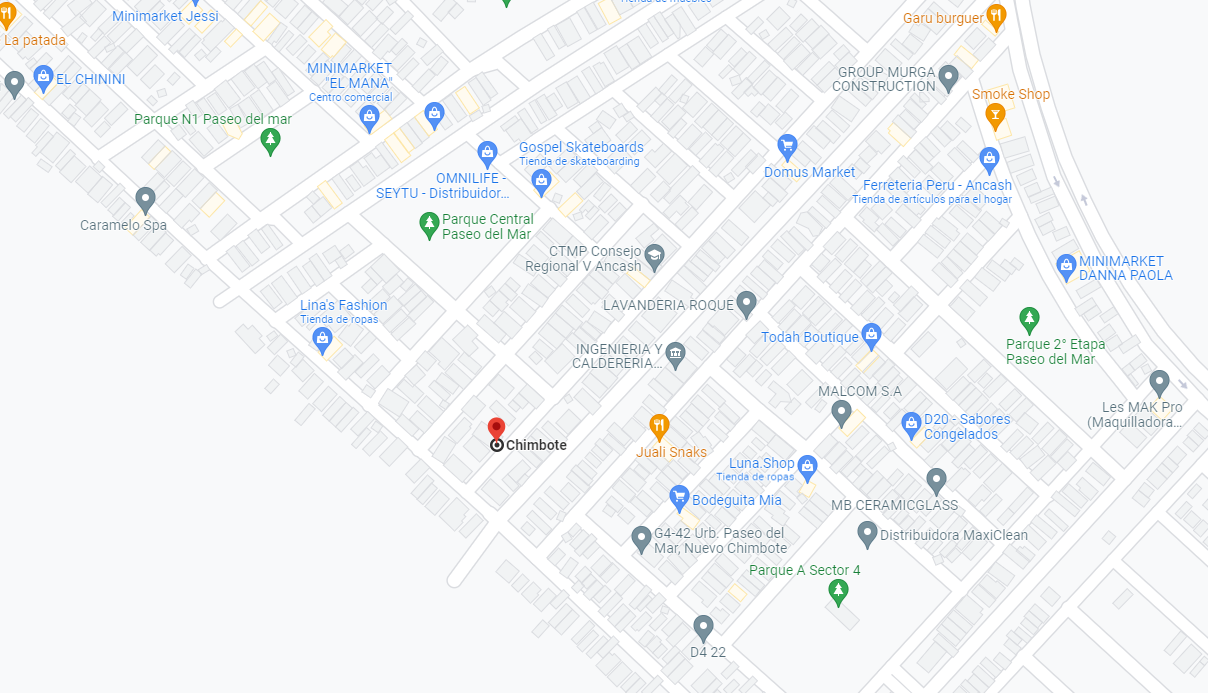 Tienda de muebles
Minimarket Jessi
Garu burguer
La patada
MINIMARKET
"EL MANA"
Centro comercial
EL CHININI
GROUP MURGA
CONSTRUCTION
Smoke Shop
Parque N1 Paseo del mar
Gospel Skateboards
Tienda de skateboarding
Domus Market
OMNILIFE -
SEYTU - Distribuidor...
Ferreteria Peru - Ancash
Tienda de artículos para el hogar
Caramelo Spa
Parque Central
Paseo del Mar
CTMP Consejo
Regional V Ancash
MINIMARKET
DANNA PAOLA
Lina's Fashion
Tienda de ropas
LAVANDERIA ROQUE
Todah Boutique
Parque 2° Etapa
Paseo del Mar
INGENIERIA Y
CALDERERIA...
MALCOM S.A
Les MAK Pro
(Maquilladora...
D20 - Sabores
Congelados
Chimbote
Juali Snaks
Luna.Shop
Tienda de ropas
Bodeguita Mia
MB CERAMICGLASS
G4-42 Urb. Paseo del
Mar, Nuevo Chimbote
Distribuidora MaxiClean
Parque A Sector 4
D4 22